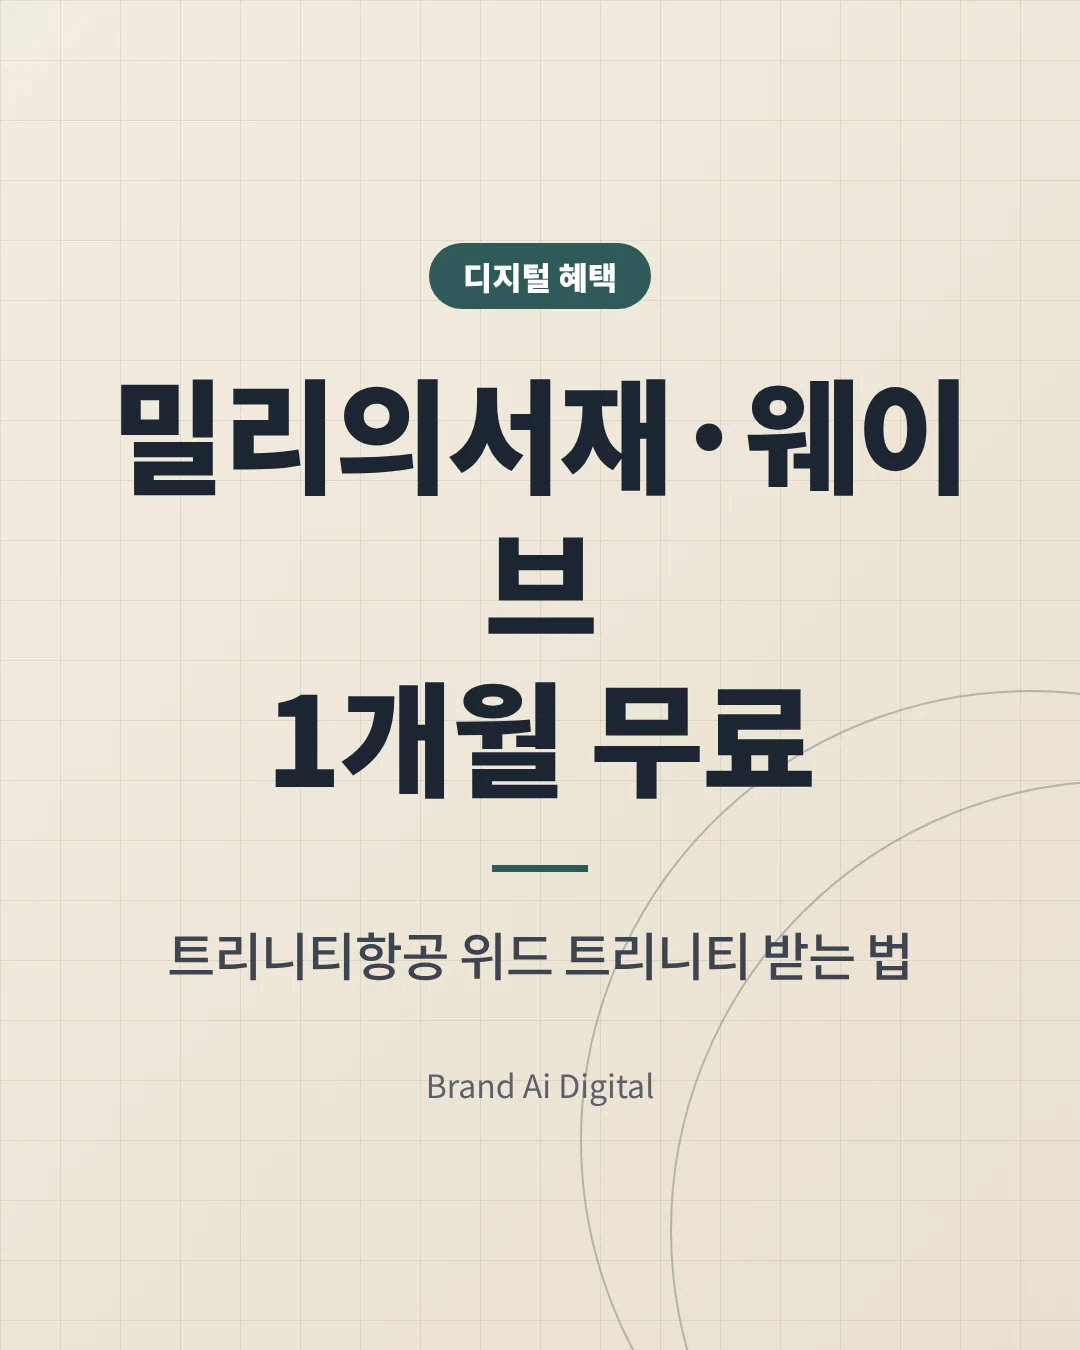 디지털 혜택
밀리의서재·웨이
브
1개월 무료
트리니티항공 위드 트리니티 받는 법
Brand Ai Digital